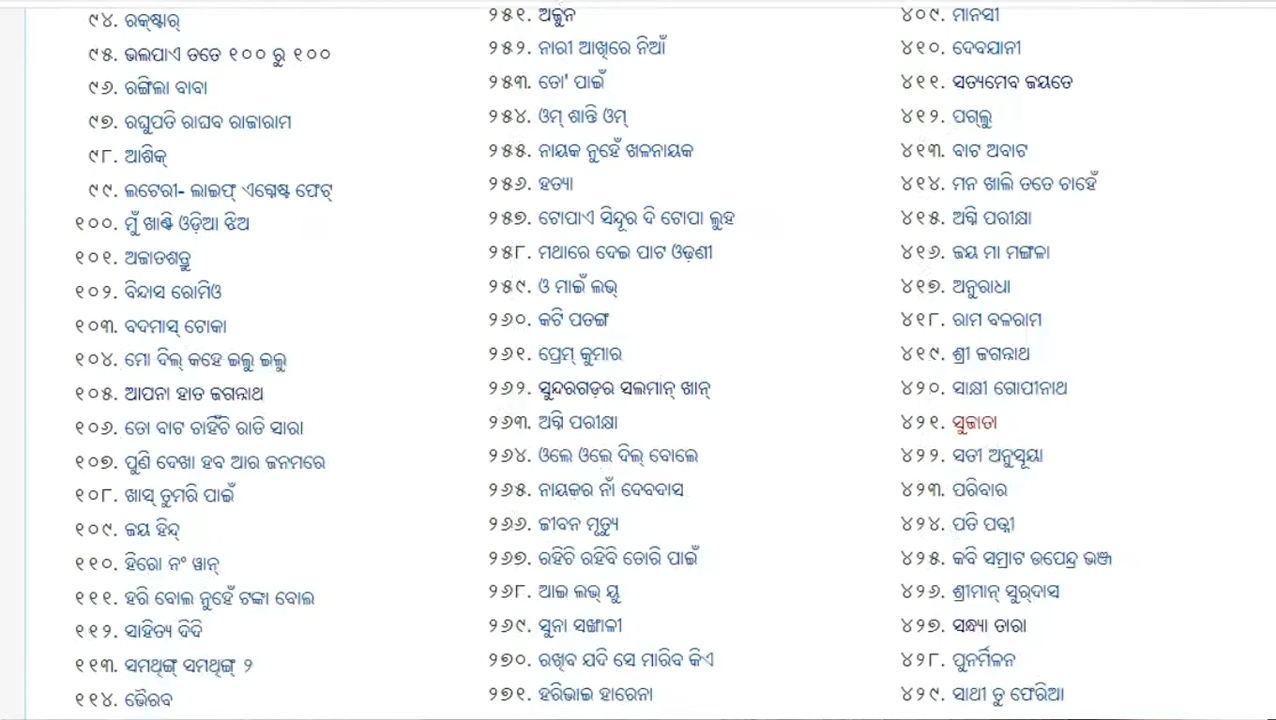 ୯୪. ରକ୍‌ଷ୍ଟାର୍
୯୫. ଭଲପାଏ ତତେ ୧୦୦ ରୁ ୧୦୦
୯୬. ରଙ୍ଗିଲା ବାବା
୯୭. ରଘୁପତି ରାଘବ ରାଜାରାମ
୯୮. ଆଶିକ୍
୯୯. ଲଟେରୀ- ଲାଇଫ୍ ଏଗେନେଷ୍ଟ ଫେଟ୍
୧୦୦. ମୁଁ ଖାଣ୍ଟି ଓଡ଼ିଆ ଝିଅ
୧୦୧. ଅଜାତଶତ୍ରୁ
୧୦୨. ବିନ୍ଦାସ ରୋମିଓ
୧୦୩. ବଦମାସ୍ ଟୋକା
୧୦୪. ମୋ ଦିଲ୍ କହେ ଇଲୁ ଇଲୁ
୧୦୫. ଆପନା ହାତ ଜଗନ୍ନାଥ
୧୦୬. ତୋ ବାଟ ଚାହିଁଚି ରାତି ସାରା
୧୦୭. ପୁଣି ଦେଖା ହବ ଆର ଜନମରେ
୧୦୮. ଖାସ୍ ତୁମରି ପାଇଁ
୧୦୯. ଜୟ ହିନ୍ଦ୍
୧୧୦. ହିରୋ ନଂ ୱାନ୍
୧୧୧. ହରି ବୋଲ ନୁହେଁ ଟଙ୍କା ବୋଲ
୧୧୨. ସାହିତ୍ୟ ଦିଦି
୧୧୩. ସମଥିଙ୍ଗ୍ ସମଥିଙ୍ଗ୍ ୨
୧୧୪. ଭୈରବ
୨୫୧. ଅର୍ଜୁନ
୨୫୨. ନାରୀ ଆଖିରେ ନିଆଁ
୨୫୩. ତୋ' ପାଇଁ
୨୫୪. ଓମ୍ ଶାନ୍ତି ଓମ୍
୨୫୫. ନାୟକ ନୁହେଁ ଖଳନାୟକ
୨୫୬. ହତ୍ୟା
୨୫୭. ଟୋପାଏ ସିନ୍ଦୂର ଦି ଟୋପା ଲୁହ
୨୫୮. ମଥାରେ ଦେଇ ପାଟ ଓଢ଼ଣୀ
୨୫୯. ଓ ମାଇଁ ଲଭ୍
୨୬୦. କଟି ପତଙ୍ଗ
୨୬୧. ପ୍ରେମ୍ କୁମାର
୨୬୨. ସୁନ୍ଦରଗଡ଼ର ସଲମାନ୍ ଖାନ୍
୨୬୩. ଅଗ୍ନି ପରୀକ୍ଷା
୨୬୪. ଓଲେ ଓଲେ ଦିଲ୍ ବୋଲେ
୨୬୫. ନାୟକର ନାଁ ଦେବଦାସ
୨୬୬. ଜୀବନ ମୃତ୍ୟୁ
୨୬୭. ରହିଚି ରହିବି ତୋରି ପାଇଁ
୨୬୮. ଆଇ ଲଭ୍ ୟୁ
୨୬୯. ସୁନା ସଙ୍ଖାଳୀ
୨୭୦. ରଖିବ ଯଦି ସେ ମାରିବ କିଏ
୨୭୧. ହରିଭାଇ ହାରେନା
୪୦୯. ମାନସୀ
୪୧୦. ଦେବଯାନୀ
୪୧୧. ସତ୍ୟମେବ ଜୟତେ
୪୧୨. ପଗ୍‌ଲୁ
୪୧୩. ବାଟ ଅବାଟ
୪୧୪. ମନ ଖାଲି ତତେ ଚାହେଁ
୪୧୫. ଅଗ୍ନି ପରୀକ୍ଷା
୪୧୬. ଜୟ ମା ମଙ୍ଗଳା
୪୧୭. ଅନୁରାଧା
୪୧୮. ରାମ ବଳରାମ
୪୧୯. ଶ୍ରୀ ଜଗନ୍ନାଥ
୪୨୦. ସାକ୍ଷୀ ଗୋପୀନାଥ
୪୨୧. ସୁଜାତା
୪୨୨. ସତୀ ଅନୁସୂୟା
୪୨୩. ପରିବାର
୪୨୪. ପତି ପତ୍ନୀ
୪୨୫. କବି ସମ୍ରାଟ ଉପେନ୍ଦ୍ର ଭଞ୍ଜ
୪୨୬. ଶ୍ରୀମାନ୍ ସୁର୍‌ଦାସ
୪୨୭. ସନ୍ଧ୍ୟା ତାରା
୪୨୮. ପୁନର୍ମିଳନ
୪୨୯. ସାଥୀ ତୁ ଫେରିଆ